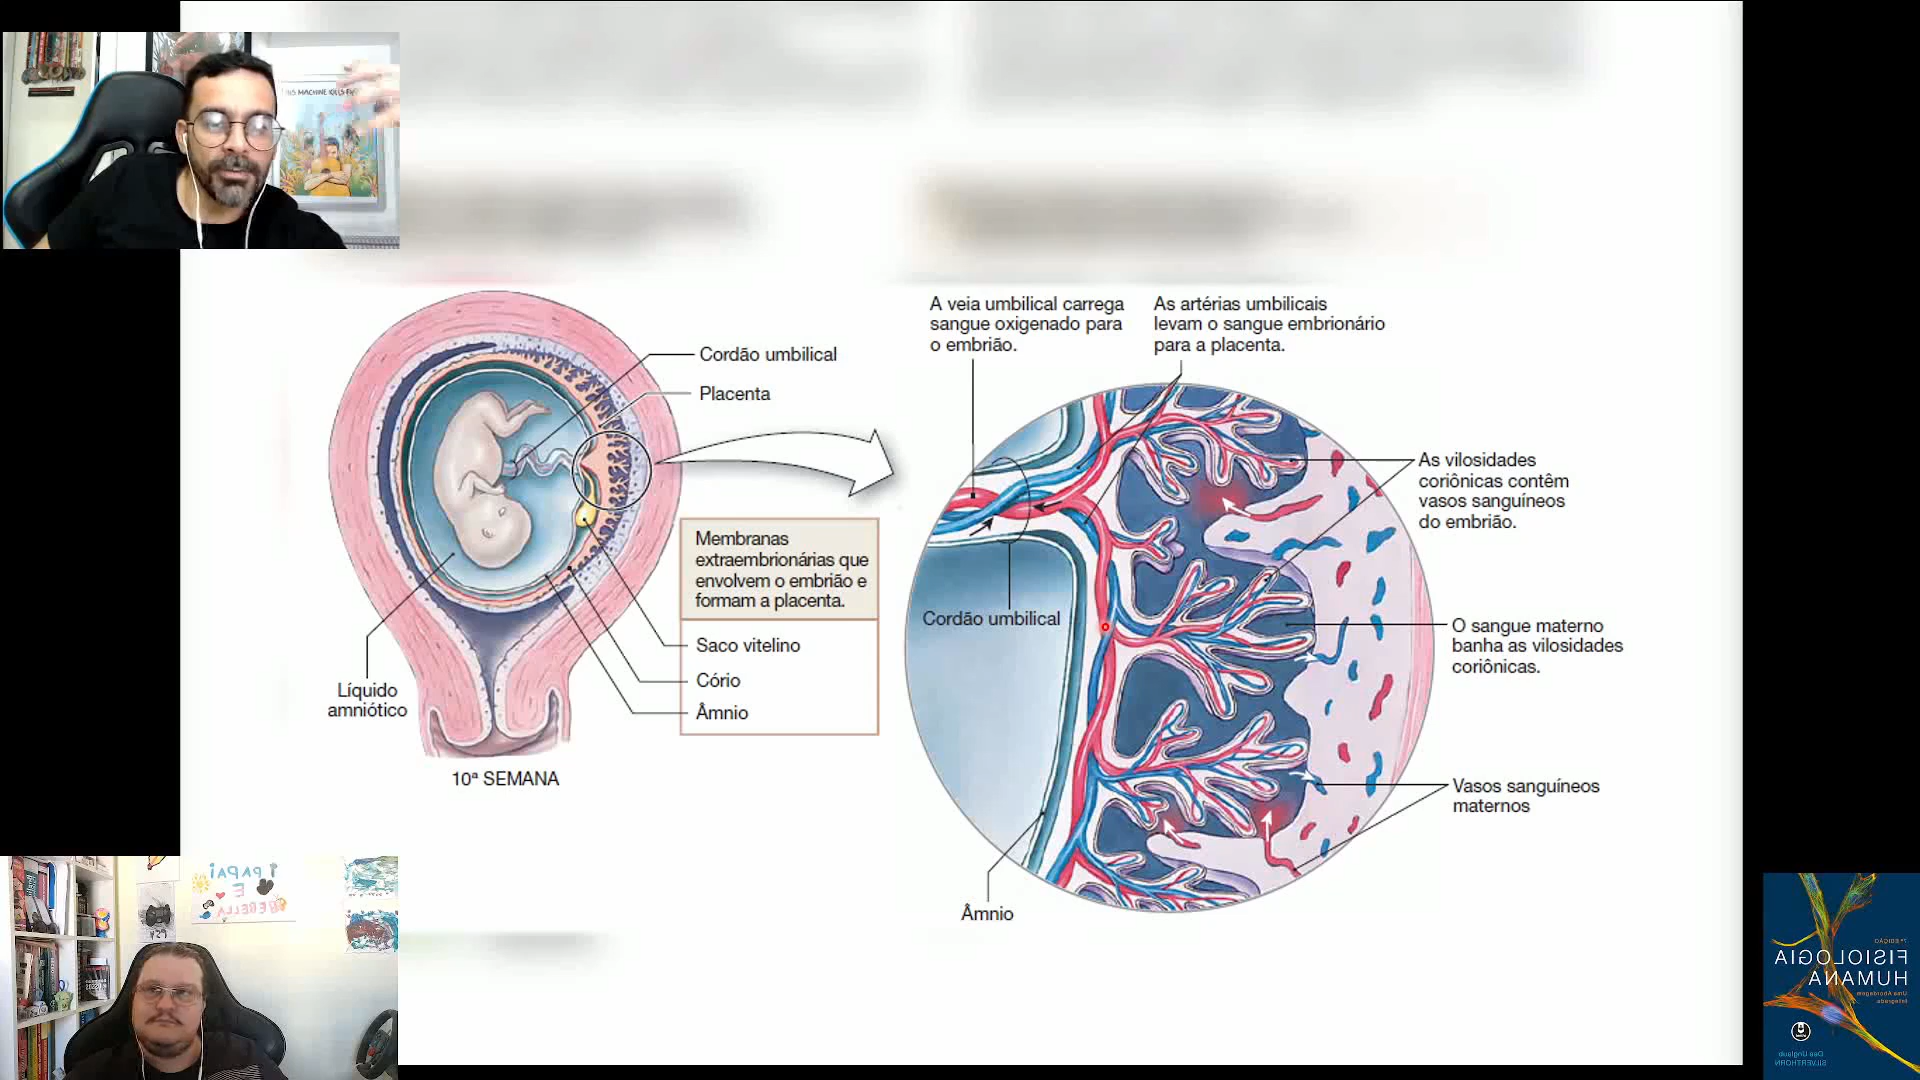 A veia umbilical carrega
sangue oxigenado para
o embrião.
As artérias umbilicais
levam o sangue embrionário
para a placenta.
Cordão umbilical
Placenta
As vilosidades
coriônicas contêm
vasos sanguíneos
do embrião.
Membranas
extraembrionárias que
envolvem o embrião e
formam a placenta.
Cordão umbilical
O sangue materno
banha as vilosidades
coriônicas.
Saco vitelino
Cório
Âmnio
Líquido
amniótico
10ª SEMANA
Vasos sanguíneos
maternos
Âmnio
MACHINE KILLS
PAPAI
E
7ª EDIÇÃO
FISIOLOGIA
HUMANA
Uma Abordagem
Integrada
Dee Unglaub
SILVERTHORN